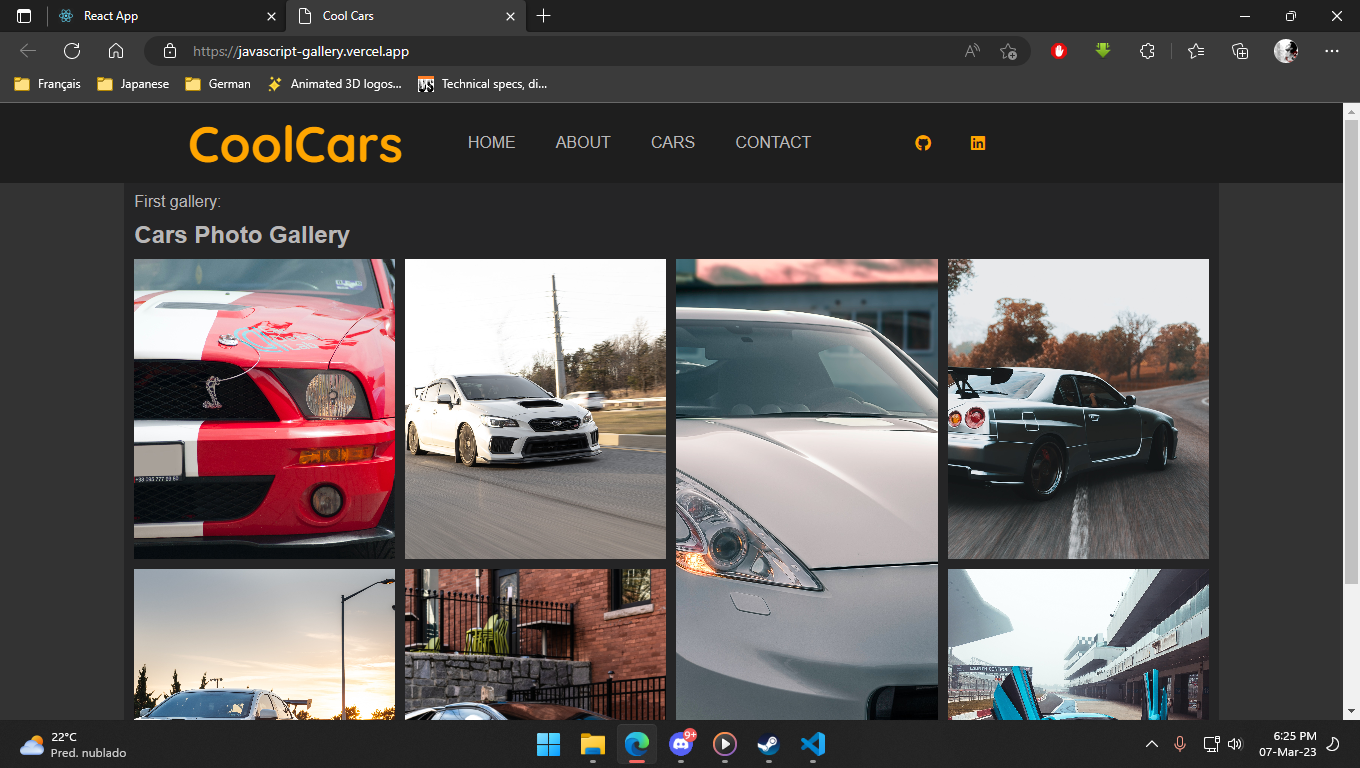 React App
Cool Cars
https://javascript-gallery.vercel.app
Français
Japanese
German
Animated 3D logos...
Technical specs, di...
CoolCars
HOME
ABOUT
CARS
CONTACT
First gallery:
Cars Photo Gallery
22°C
Pred. nublado
9+
6:25 PM
07-Mar-23